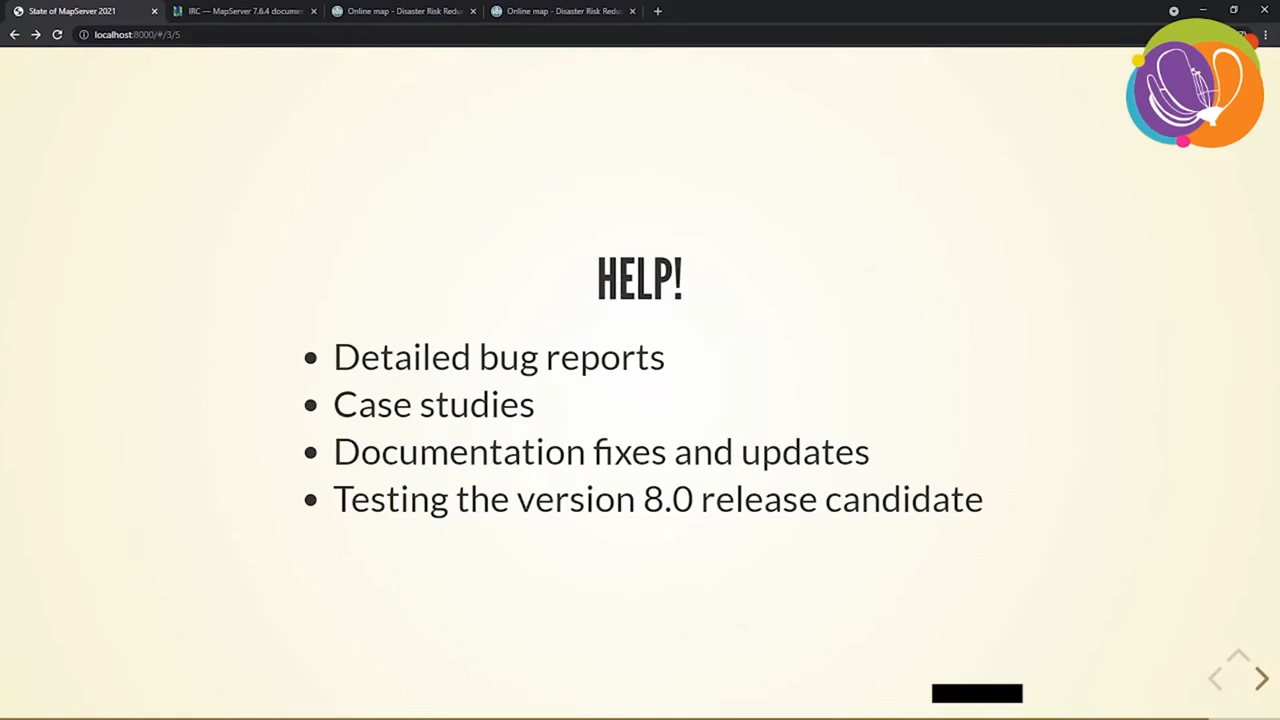 State of MapServer 2021
IRC — MapServer 7.6.4 docume
Online map - Disaster Risk Redu
Online map - Disaster Risk Redu
localhost:8000/#/3/5
HELP!
Detailed bug reports
Case studies
Documentation fixes and updates
Testing the version 8.0 release candidate